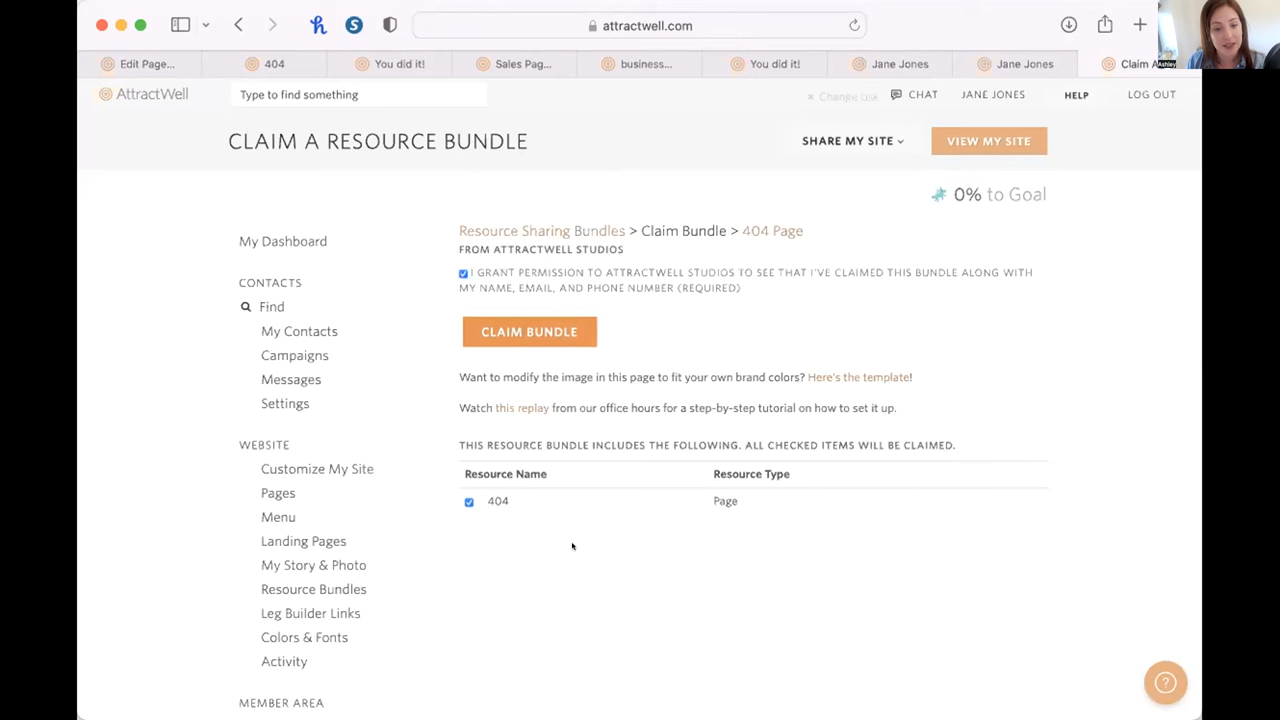 attractwell.com
Edit Page...
404
You did it!
Sales Pag...
business...
You did it!
Jane Jones
Jane Jones
Claim A
Ashley
AttractWell
Type to find something
× Change Us
CHAT
JANE JONES
HELP
LOG OUT
CLAIM A RESOURCE BUNDLE
SHARE MY SITE
VIEW MY SITE
0% to Goal
My Dashboard
CONTACTS
Find
My Contacts
Campaigns
Messages
Settings
WEBSITE
Customize My Site
Pages
Menu
Landing Pages
My Story & Photo
Resource Bundles
Leg Builder Links
Colors & Fonts
Activity
MEMBER AREA
Resource Sharing Bundles > Claim Bundle > 404 Page
FROM ATTRACTWELL STUDIOS
I GRANT PERMISSION TO ATTRACTWELL STUDIOS TO SEE THAT I'VE CLAIMED THIS BUNDLE ALONG WITH
MY NAME, EMAIL, AND PHONE NUMBER (REQUIRED)
CLAIM BUNDLE
Want to modify the image in this page to fit your own brand colors? Here's the template!
Watch this replay from our office hours for a step-by-step tutorial on how to set it up.
THIS RESOURCE BUNDLE INCLUDES THE FOLLOWING. ALL CHECKED ITEMS WILL BE CLAIMED.
Resource Name
Resource Type
404
Page
?